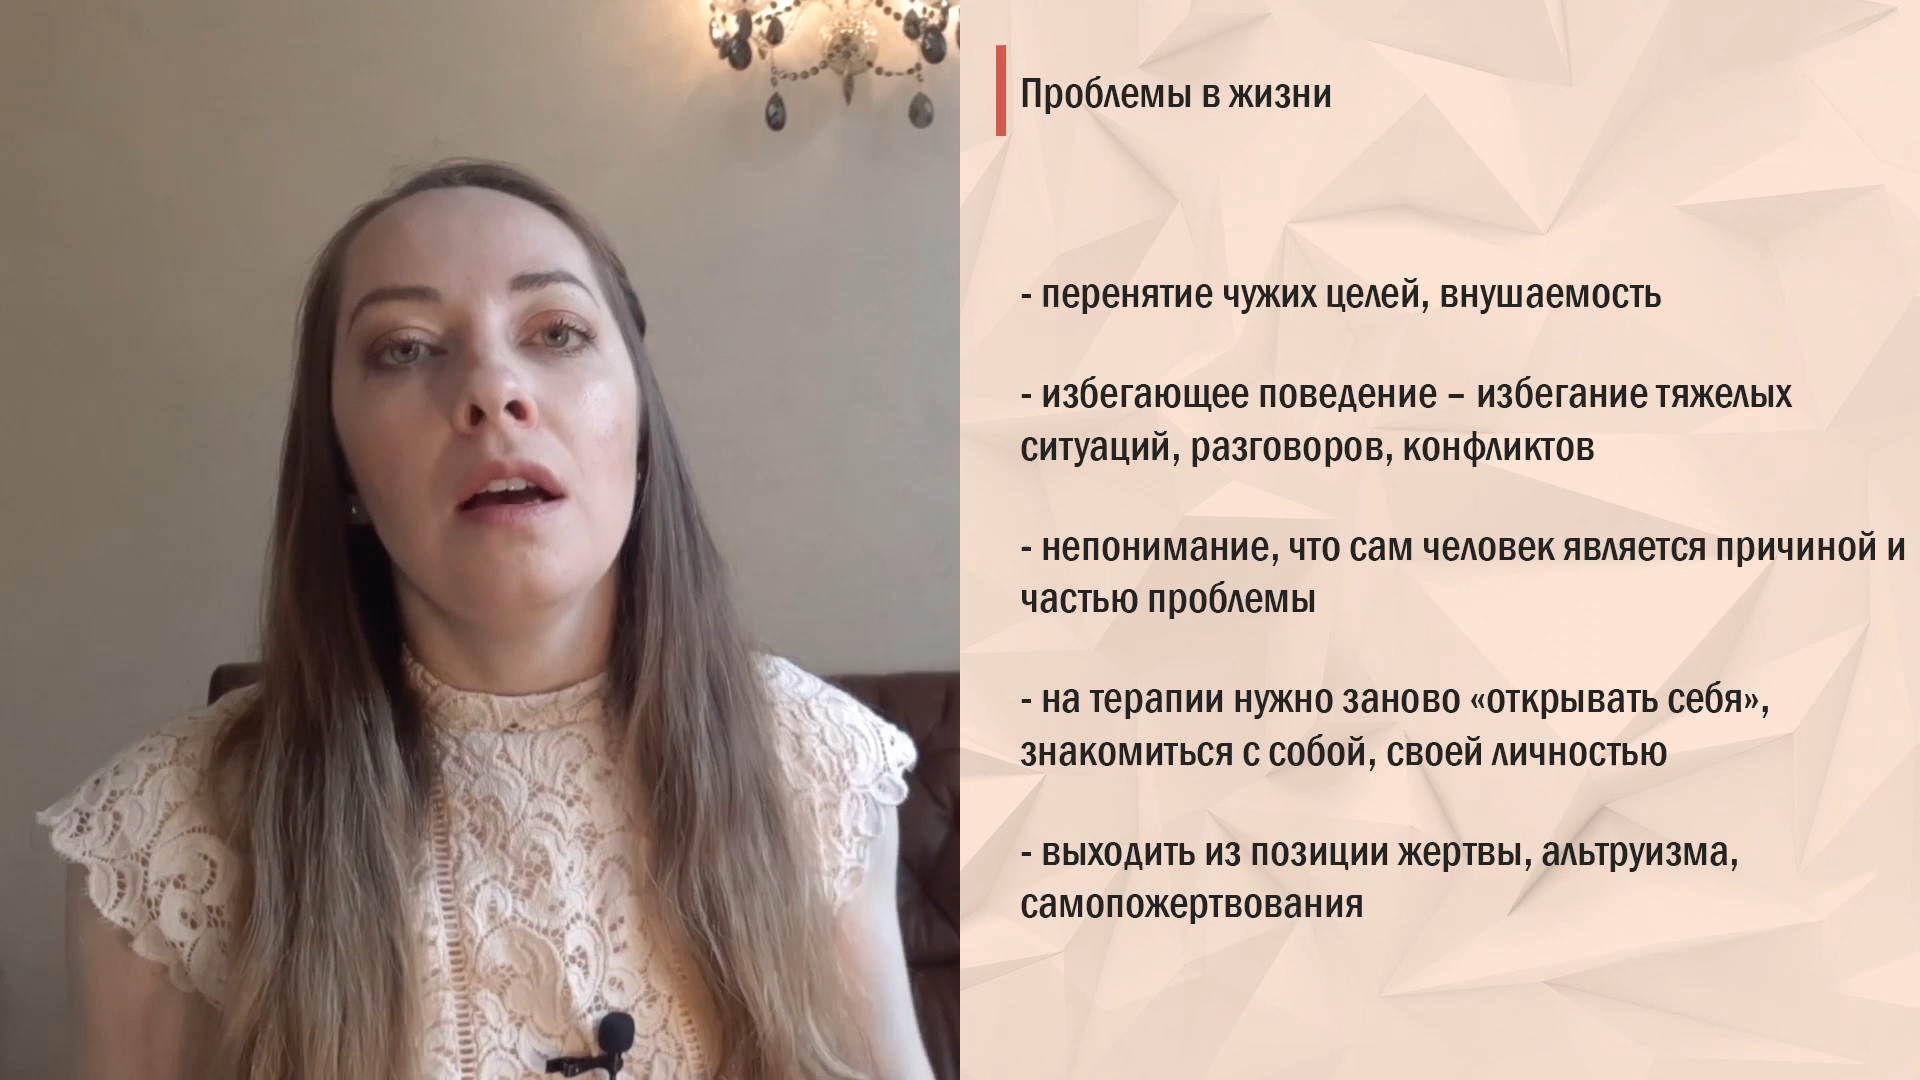 Проблемы в жизни
- перенятие чужих целей, внушаемость
- избегающее поведение – избегание тяжелых
ситуаций, разговоров, конфликтов
- непонимание, что сам человек является причиной и
частью проблемы
- на терапии нужно заново «открывать себя»,
знакомиться с собой, своей личностью
- выходить из позиции жертвы, альтруизма,
самопожертвования